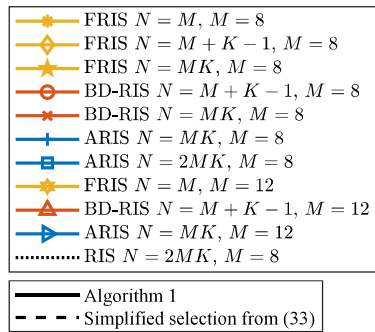 FRIS N = M, M = 8
FRIS N = M + K − 1, M = 8
FRIS N = MK, M = 8
BD-RIS N = M + K − 1, M = 8
BD-RIS N = MK, M = 8
ARIS N = MK, M = 8
ARIS N = 2MK, M = 8
FRIS N = M, M = 12
BD-RIS N = M + K − 1, M = 12
ARIS N = MK, M = 12
RIS N = 2MK, M = 8
Algorithm 1
Simplified selection from (33)